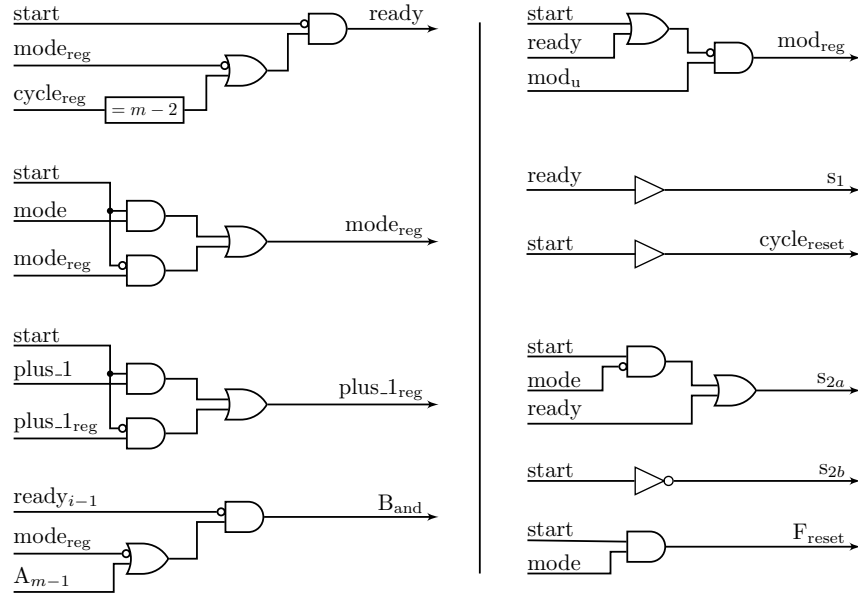 start
ready
mode_reg
cycle_reg
= m − 2
start
mode
mode_reg
mode_reg
start
plus_1
plus_1_reg
plus_1_reg
ready_{i−1}
B_and
mode_reg
A_{m−1}
start
ready
mod_reg
mod_u
ready
s_1
start
cycle_reset
start
mode
s_{2a}
ready
start
s_{2b}
start
F_reset
mode